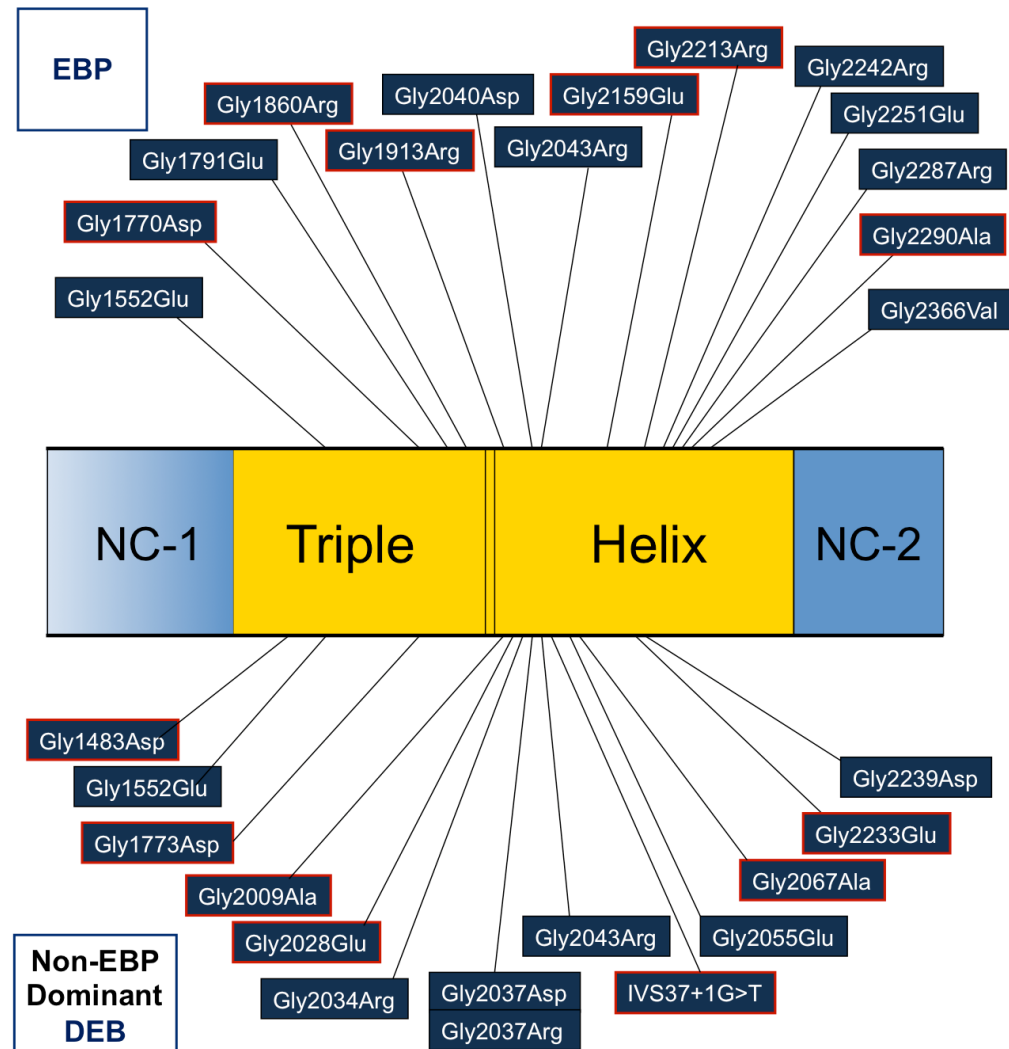 EBP
Gly2213Arg
Gly2242Arg
Gly1860Arg
Gly2040Asp
Gly2159Glu
Gly2251Glu
Gly1791Glu
Gly1913Arg
Gly2043Arg
Gly2287Arg
Gly1770Asp
Gly2290Ala
Gly1552Glu
Gly2366Val
NC-1
Triple
Helix
NC-2
Gly1483Asp
Gly1552Glu
Gly2239Asp
Gly1773Asp
Gly2233Glu
Gly2009Ala
Gly2067Ala
Gly2028Glu
Gly2043Arg
Gly2055Glu
Gly2034Arg
Gly2037Asp
IVS37+1G>T
Gly2037Arg
Non-EBP
Dominant
DEB